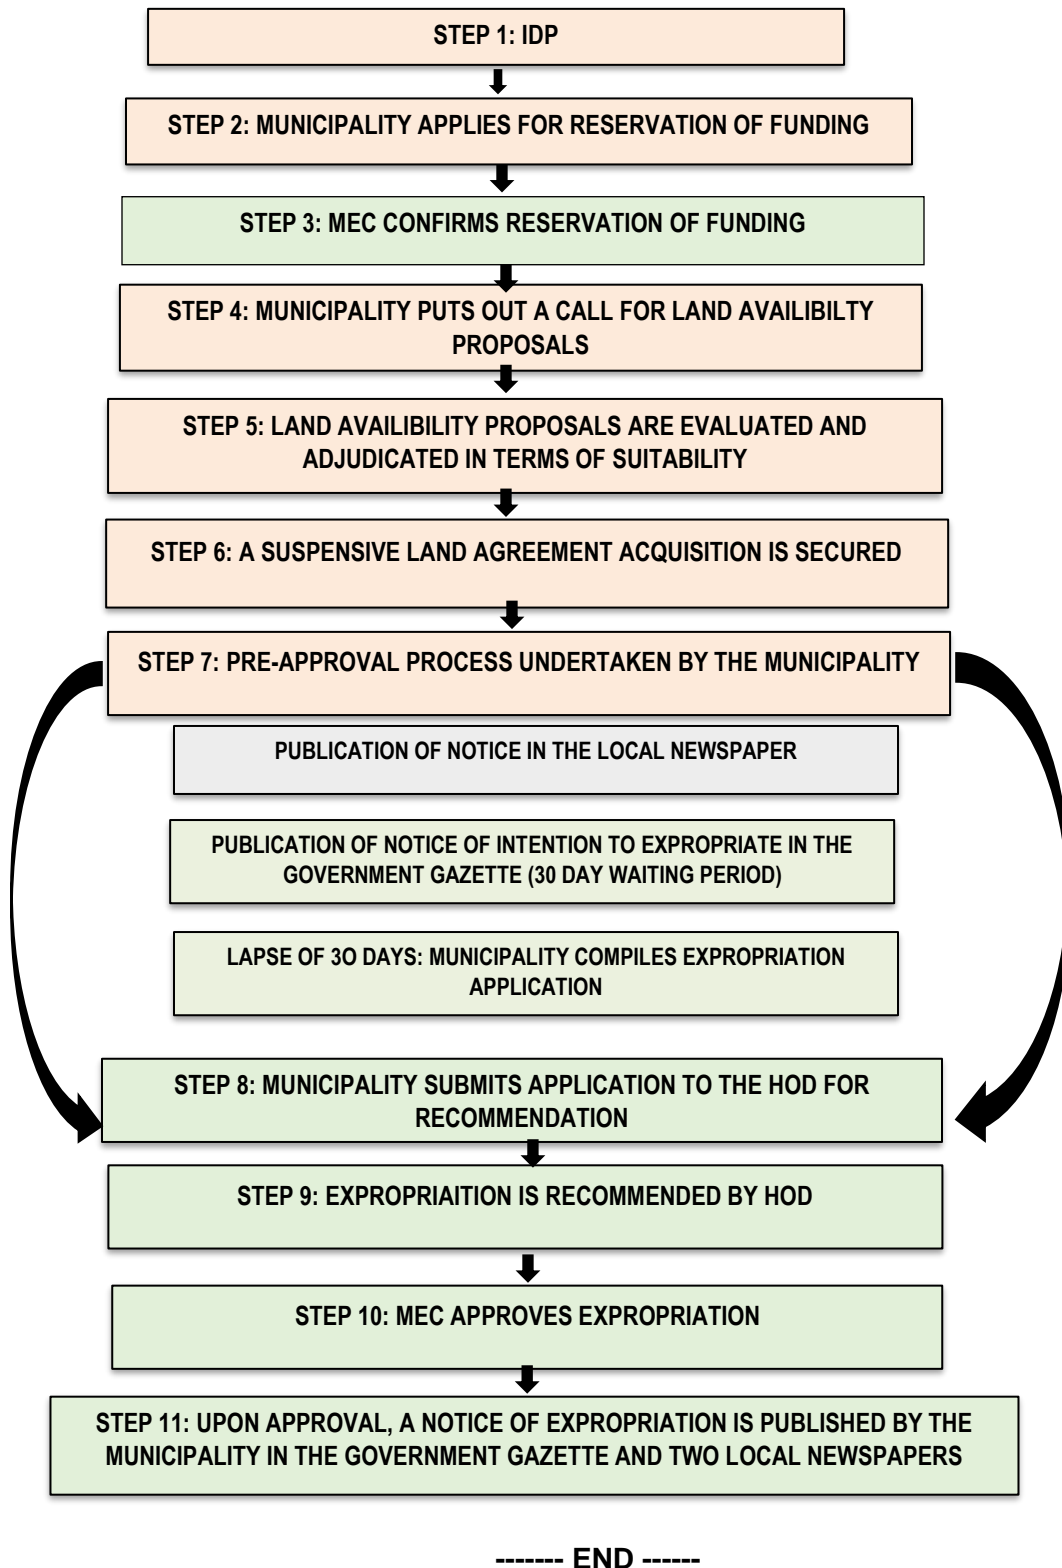 STEP 1: IDP
STEP 2: MUNICIPALITY APPLIES FOR RESERVATION OF FUNDING
STEP 3: MEC CONFIRMS RESERVATION OF FUNDING
STEP 4: MUNICIPALITY PUTS OUT A CALL FOR LAND AVAILIBILTY
PROPOSALS
STEP 5: LAND AVAILIBILITY PROPOSALS ARE EVALUATED AND
ADJUDICATED IN TERMS OF SUITABILITY
STEP 6: A SUSPENSIVE LAND AGREEMENT ACQUISITION IS SECURED
STEP 7: PRE-APPROVAL PROCESS UNDERTAKEN BY THE MUNICIPALITY
PUBLICATION OF NOTICE IN THE LOCAL NEWSPAPER
PUBLICATION OF NOTICE OF INTENTION TO EXPROPRIATE IN THE
GOVERNMENT GAZETTE (30 DAY WAITING PERIOD)
LAPSE OF 3O DAYS: MUNICIPALITY COMPILES EXPROPRIATION
APPLICATION
STEP 8: MUNICIPALITY SUBMITS APPLICATION TO THE HOD FOR
RECOMMENDATION
STEP 9: EXPROPRIAITION IS RECOMMENDED BY HOD
STEP 10: MEC APPROVES EXPROPRIATION
STEP 11: UPON APPROVAL, A NOTICE OF EXPROPRIATION IS PUBLISHED BY THE
MUNICIPALITY IN THE GOVERNMENT GAZETTE AND TWO LOCAL NEWSPAPERS
------- END ------